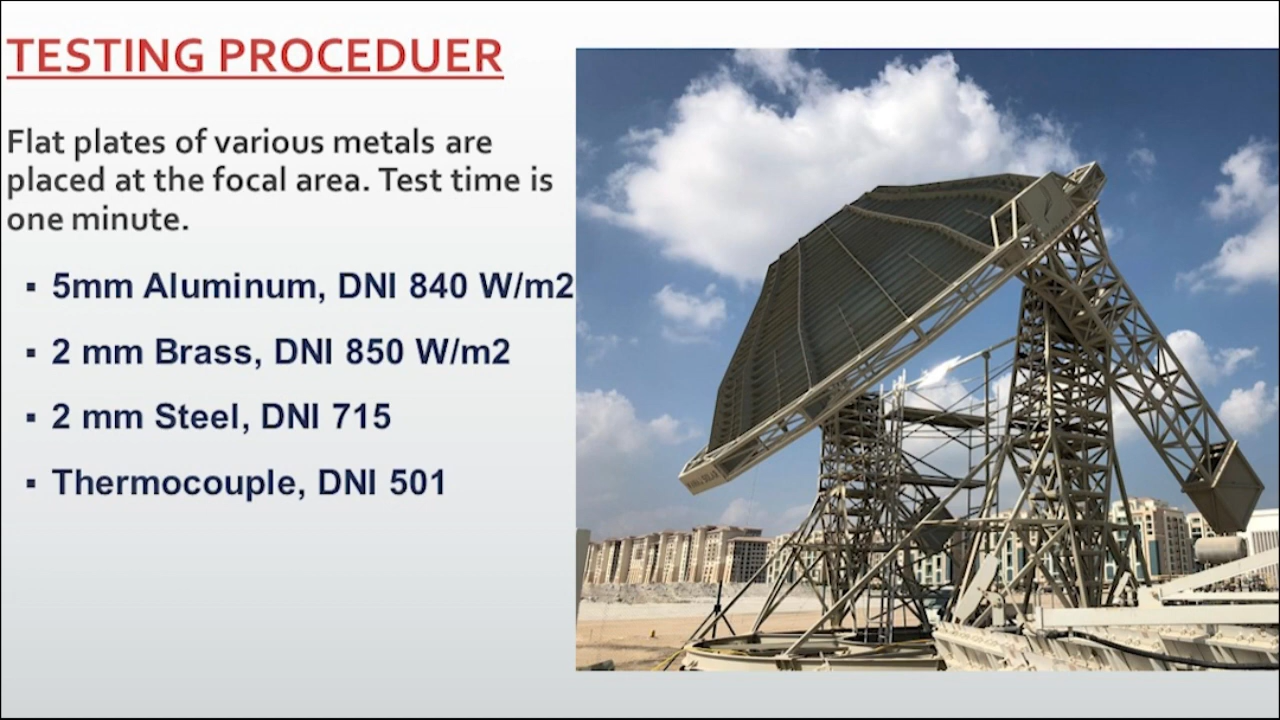 TESTING PROCEDUER
Flat plates of various metals are
placed at the focal area. Test time is
one minute.
▪ 5mm Aluminum, DNI 840 W/m2
▪ 2 mm Brass, DNI 850 W/m2
▪ 2 mm Steel, DNI 715
▪ Thermocouple, DNI 501